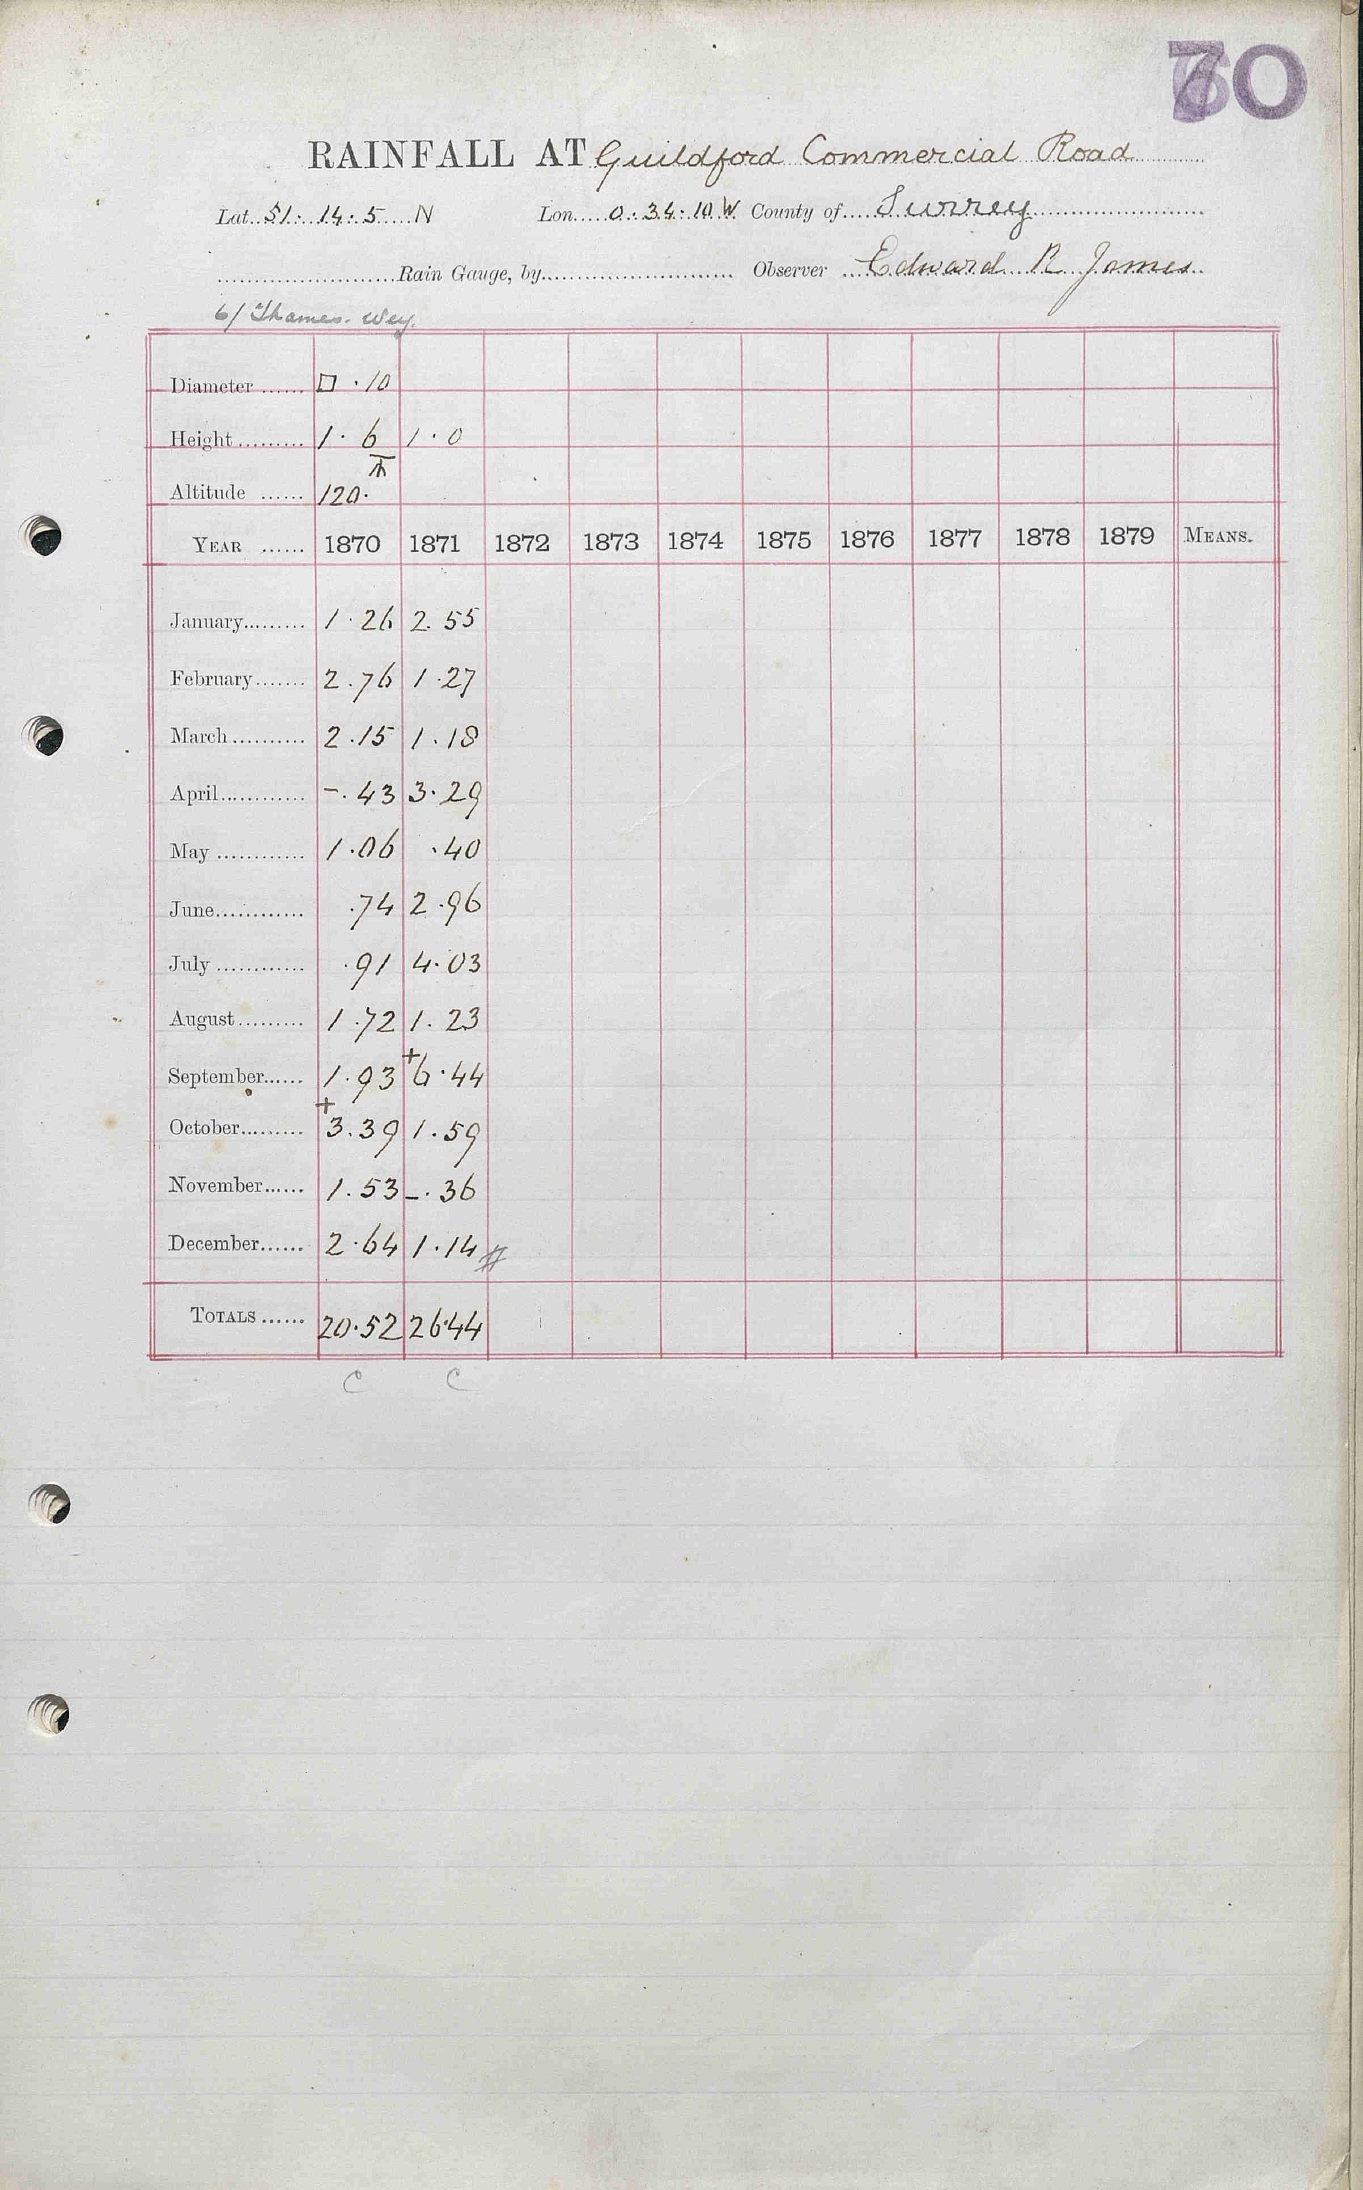 70
RAINFALL AT Guildford Commercial Road
Lat. 51. 14. 5 N Lon. 0. 34. 10 W County of Surrey
Rain Gauge, by Observer Edward R James
6/ Thames. Wey.
Diameter □ .10
Height 1. 6 1.0
Altitude 120.
YEAR 1870 1871 1872 1873 1874 1875 1876 1877 1878 1879 MEANS.
January 1.26 2.55
February 2.76 1.27
March 2.15 1.18
April -.43 3.29
May 1.06 .40
June .74 2.96
July .91 4.03
August 1.72 1.23
September 1.93 +6.44
October +3.39 1.59
November 1.53 -.36
December 2.64 1.14 #
TOTALS 20.52 26.44
C C